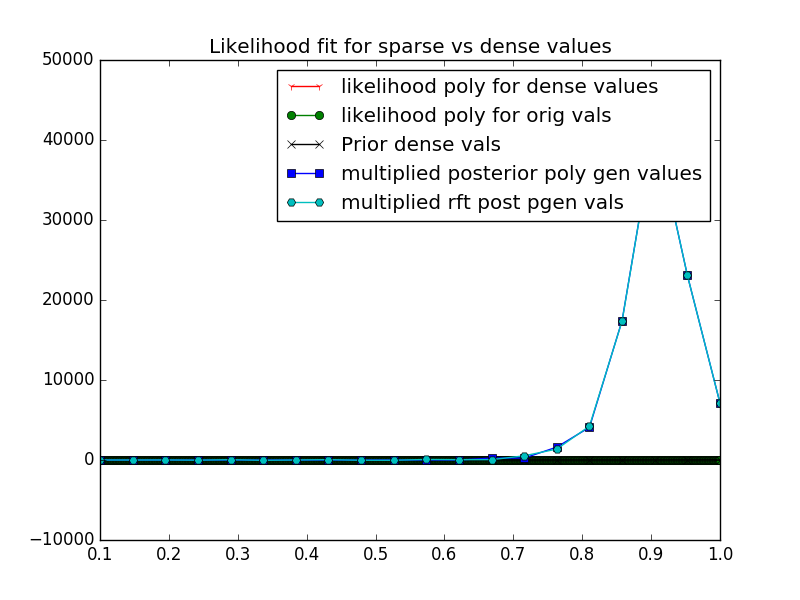 Likelihood fit for sparse vs dense values
50000
40000
30000
20000
10000
0
−10000
likelihood poly for dense values
likelihood poly for orig vals
Prior dense vals
multiplied posterior poly gen values
multiplied rft post pgen vals
0.1 0.2 0.3 0.4 0.5 0.6 0.7 0.8 0.9 1.0